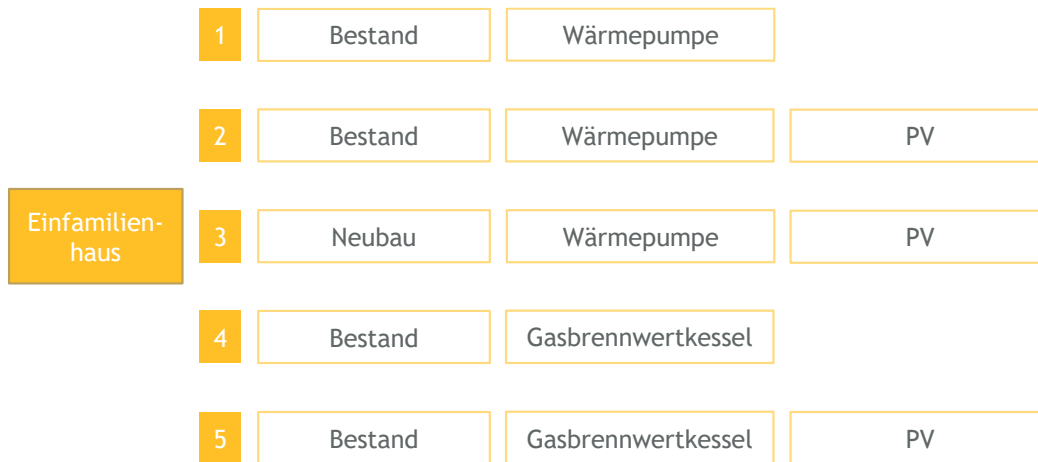 1 Bestand Wärmepumpe
2 Bestand Wärmepumpe PV
Einfamilien-
haus
3 Neubau Wärmepumpe PV
4 Bestand Gasbrennwertkessel
5 Bestand Gasbrennwertkessel PV